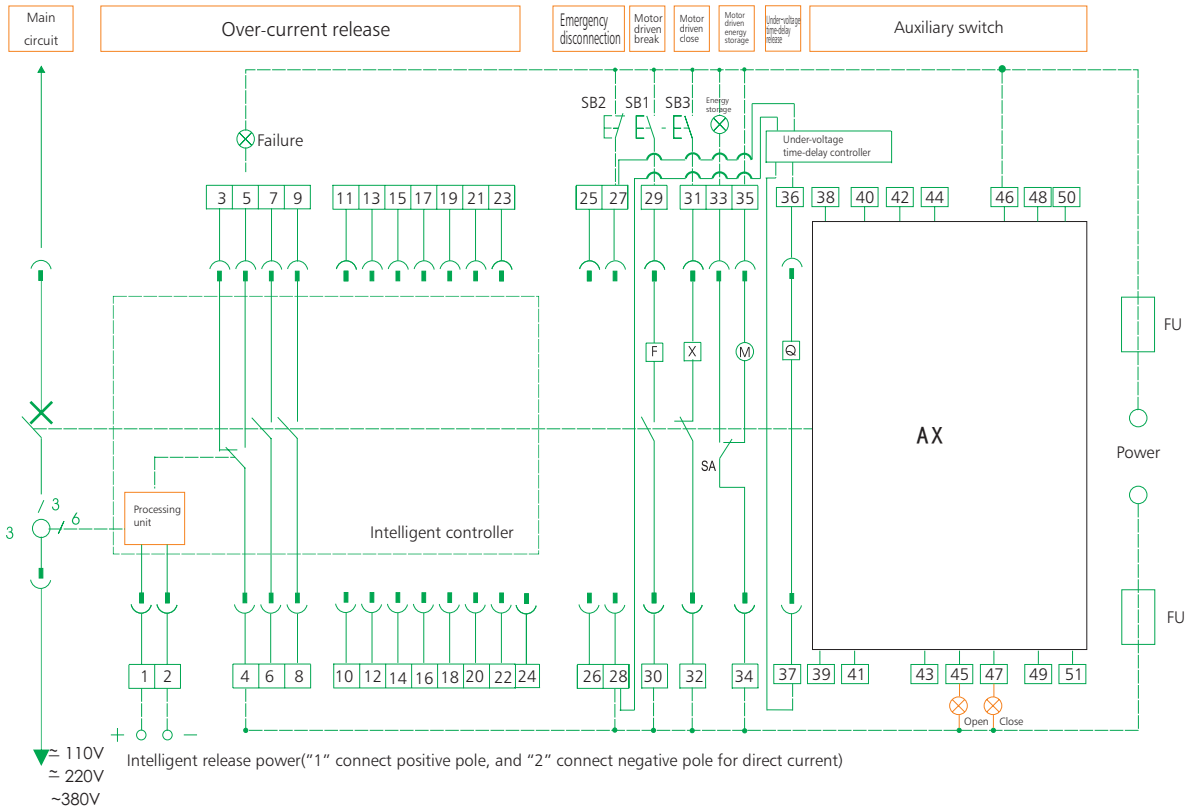 Main
circuit
Over-current release
Emergency
disconnection
Motor
driven
break
Motor
driven
close
Motor
driven
energy
storage
Under-voltage
time-delay
release
Auxiliary switch
SB2 SB1 SB3
Energy
storage
Failure
Under-voltage
time-delay controller
3 5 7 9 11 13 15 17 19 21 23 25 27 29 31 33 35 36 38 40 42 44 46 48 50
FU
F X M Q
AX
Power
SA
3
3
6
Processing
unit
Intelligent controller
FU
1 2 4 6 8 10 12 14 16 18 20 22 24 26 28 30 32 34 37 39 41 43 45 47 49 51
Open Close
+ −
≃ 110V
≃ 220V
~380V
Intelligent release power("1" connect positive pole, and “2” connect negative pole for direct current)